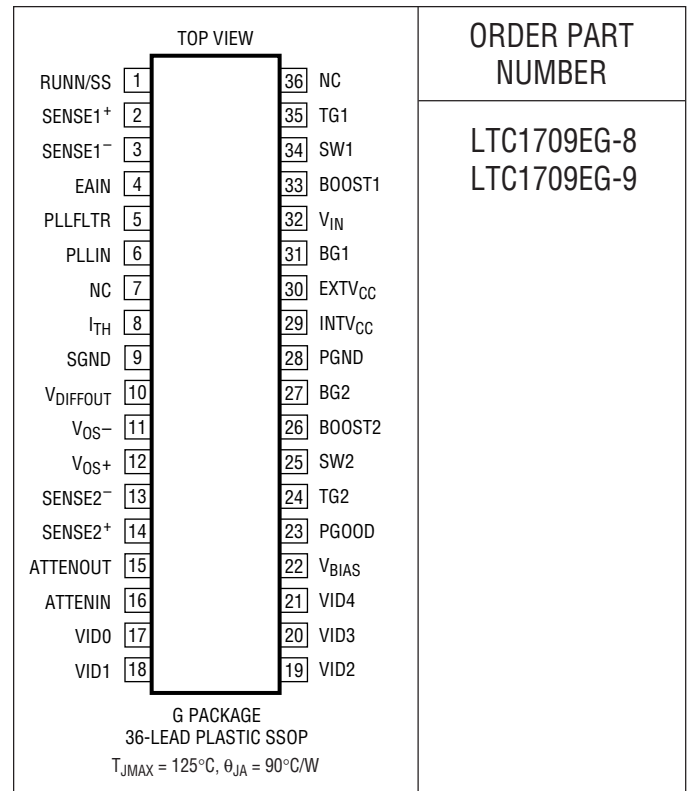 TOP VIEW
RUNN/SS 1
SENSE1+ 2
SENSE1– 3
EAIN 4
PLLFLTR 5
PLLIN 6
NC 7
ITH 8
SGND 9
VDIFFOUT 10
VOS– 11
VOS+ 12
SENSE2– 13
SENSE2+ 14
ATTENOUT 15
ATTENIN 16
VID0 17
VID1 18
36 NC
35 TG1
34 SW1
33 BOOST1
32 VIN
31 BG1
30 EXTVCC
29 INTVCC
28 PGND
27 BG2
26 BOOST2
25 SW2
24 TG2
23 PGOOD
22 VBIAS
21 VID4
20 VID3
19 VID2
G PACKAGE
36-LEAD PLASTIC SSOP
TJMAX = 125°C, θJA = 90°C/W
ORDER PART
NUMBER
LTC1709EG-8
LTC1709EG-9